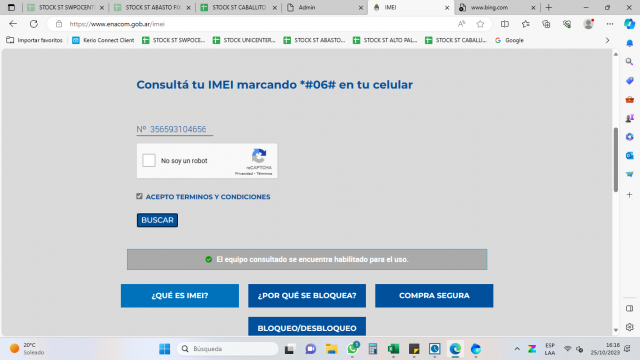 STOCK ST SWPOCENTE
STOCK ST ABASTO FIX
STOCK ST CABALLITO
Admin
IMEI
www.bing.com
https://www.enacom.gob.ar/imei
Importar favoritos
Kerio Connect Client
STOCK ST SWPOCE...
STOCK UNICENTER...
STOCK ST ABASTO...
STOCK ST ALTO PAL...
STOCK ST CABALLI...
Google
Consultá tu IMEI marcando *#06# en tu celular
Nº 356593104656
No soy un robot
reCAPTCHA
Privacidad - Términos
ACEPTO TERMINOS Y CONDICIONES
BUSCAR
El equipo consultado se encuentra habilitado para el uso.
¿QUÉ ES IMEI?
¿POR QUÉ SE BLOQUEA?
COMPRA SEGURA
BLOQUEO/DESBLOQUEO
20°C
Soleado
Búsqueda
ESP
LAA
16:16
25/10/2023